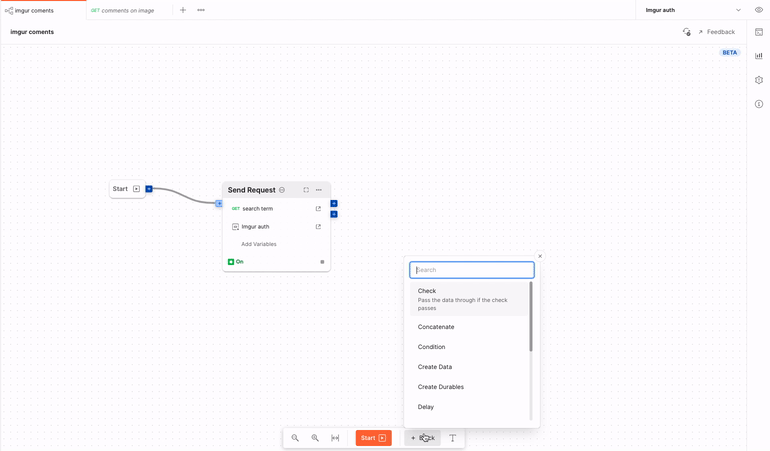 imgur coments
GET comments on image
Imgur auth
imgur coments
Feedback
BETA
Start
Send Request
GET search term
Imgur auth
Add Variables
On
Search
Check
Pass the data through if the check
passes
Concatenate
Condition
Create Data
Create Durables
Delay
Start